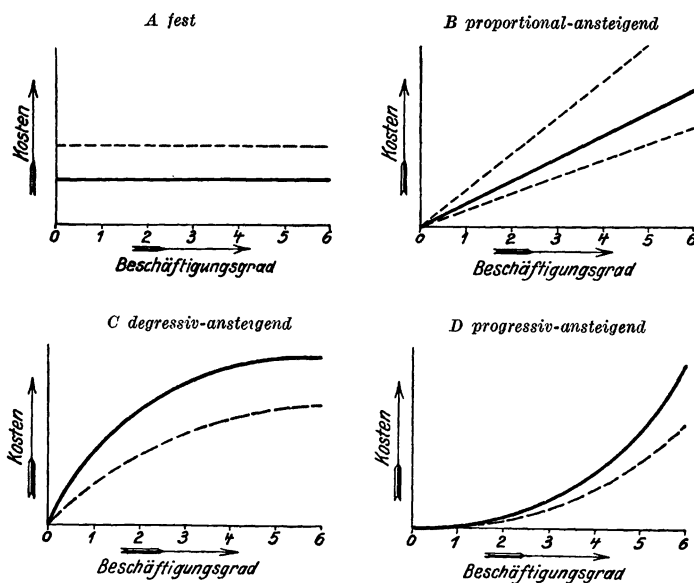 A fest
Kosten
0 1 2 3 4 5 6
Beschäftigungsgrad
B proportional-ansteigend
Kosten
0 1 2 3 4 5 6
Beschäftigungsgrad
C degressiv-ansteigend
Kosten
0 1 2 3 4 5 6
Beschäftigungsgrad
D progressiv-ansteigend
Kosten
0 1 2 3 4 5 6
Beschäftigungsgrad